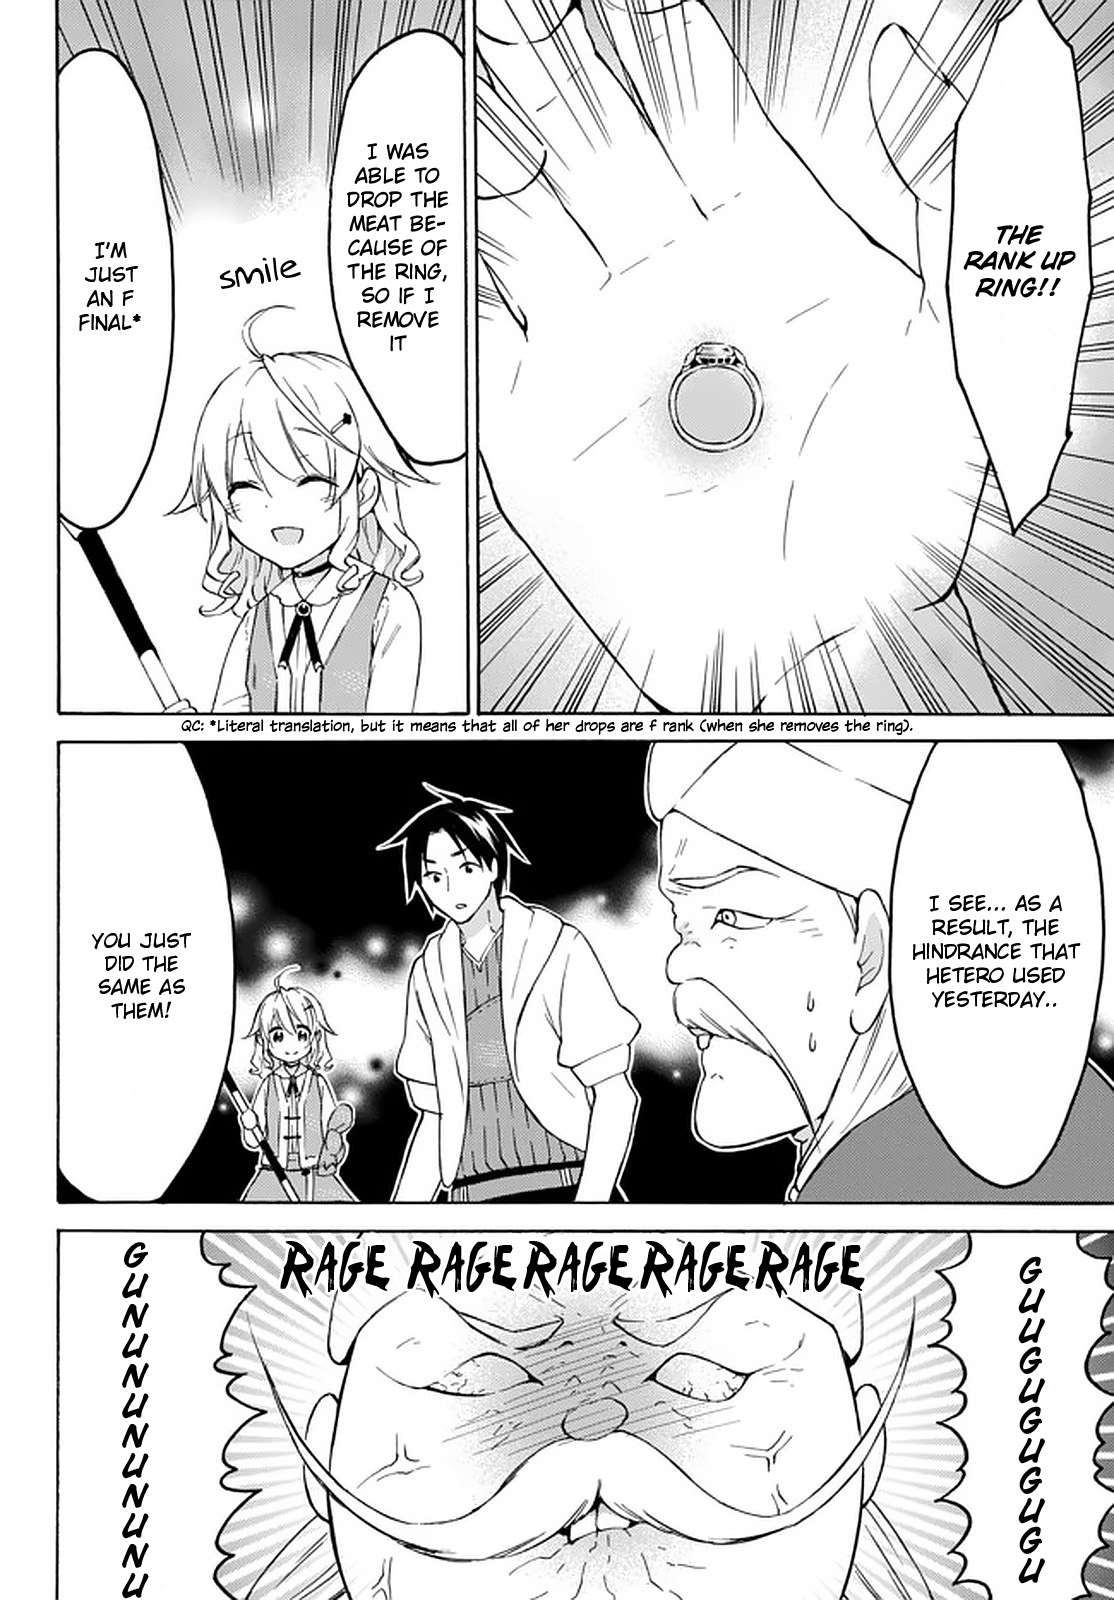 THE
RANK UP
RING!!
I WAS
ABLE TO
DROP THE
MEAT BE-
CAUSE OF
THE RING,
SO IF I
REMOVE
IT
smile
I'M
JUST
AN F
FINAL*
QC: *Literal translation, but it means that all of her drops are f rank (when she removes the ring).
I SEE... AS A
RESULT, THE
HINDRANCE THAT
HETERO USED
YESTERDAY..
YOU JUST
DID THE
SAME AS
THEM!
RAGE RAGE RAGE RAGE RAGE
GUGUGUGUGUGU
GUNUNUNUNUNUNU